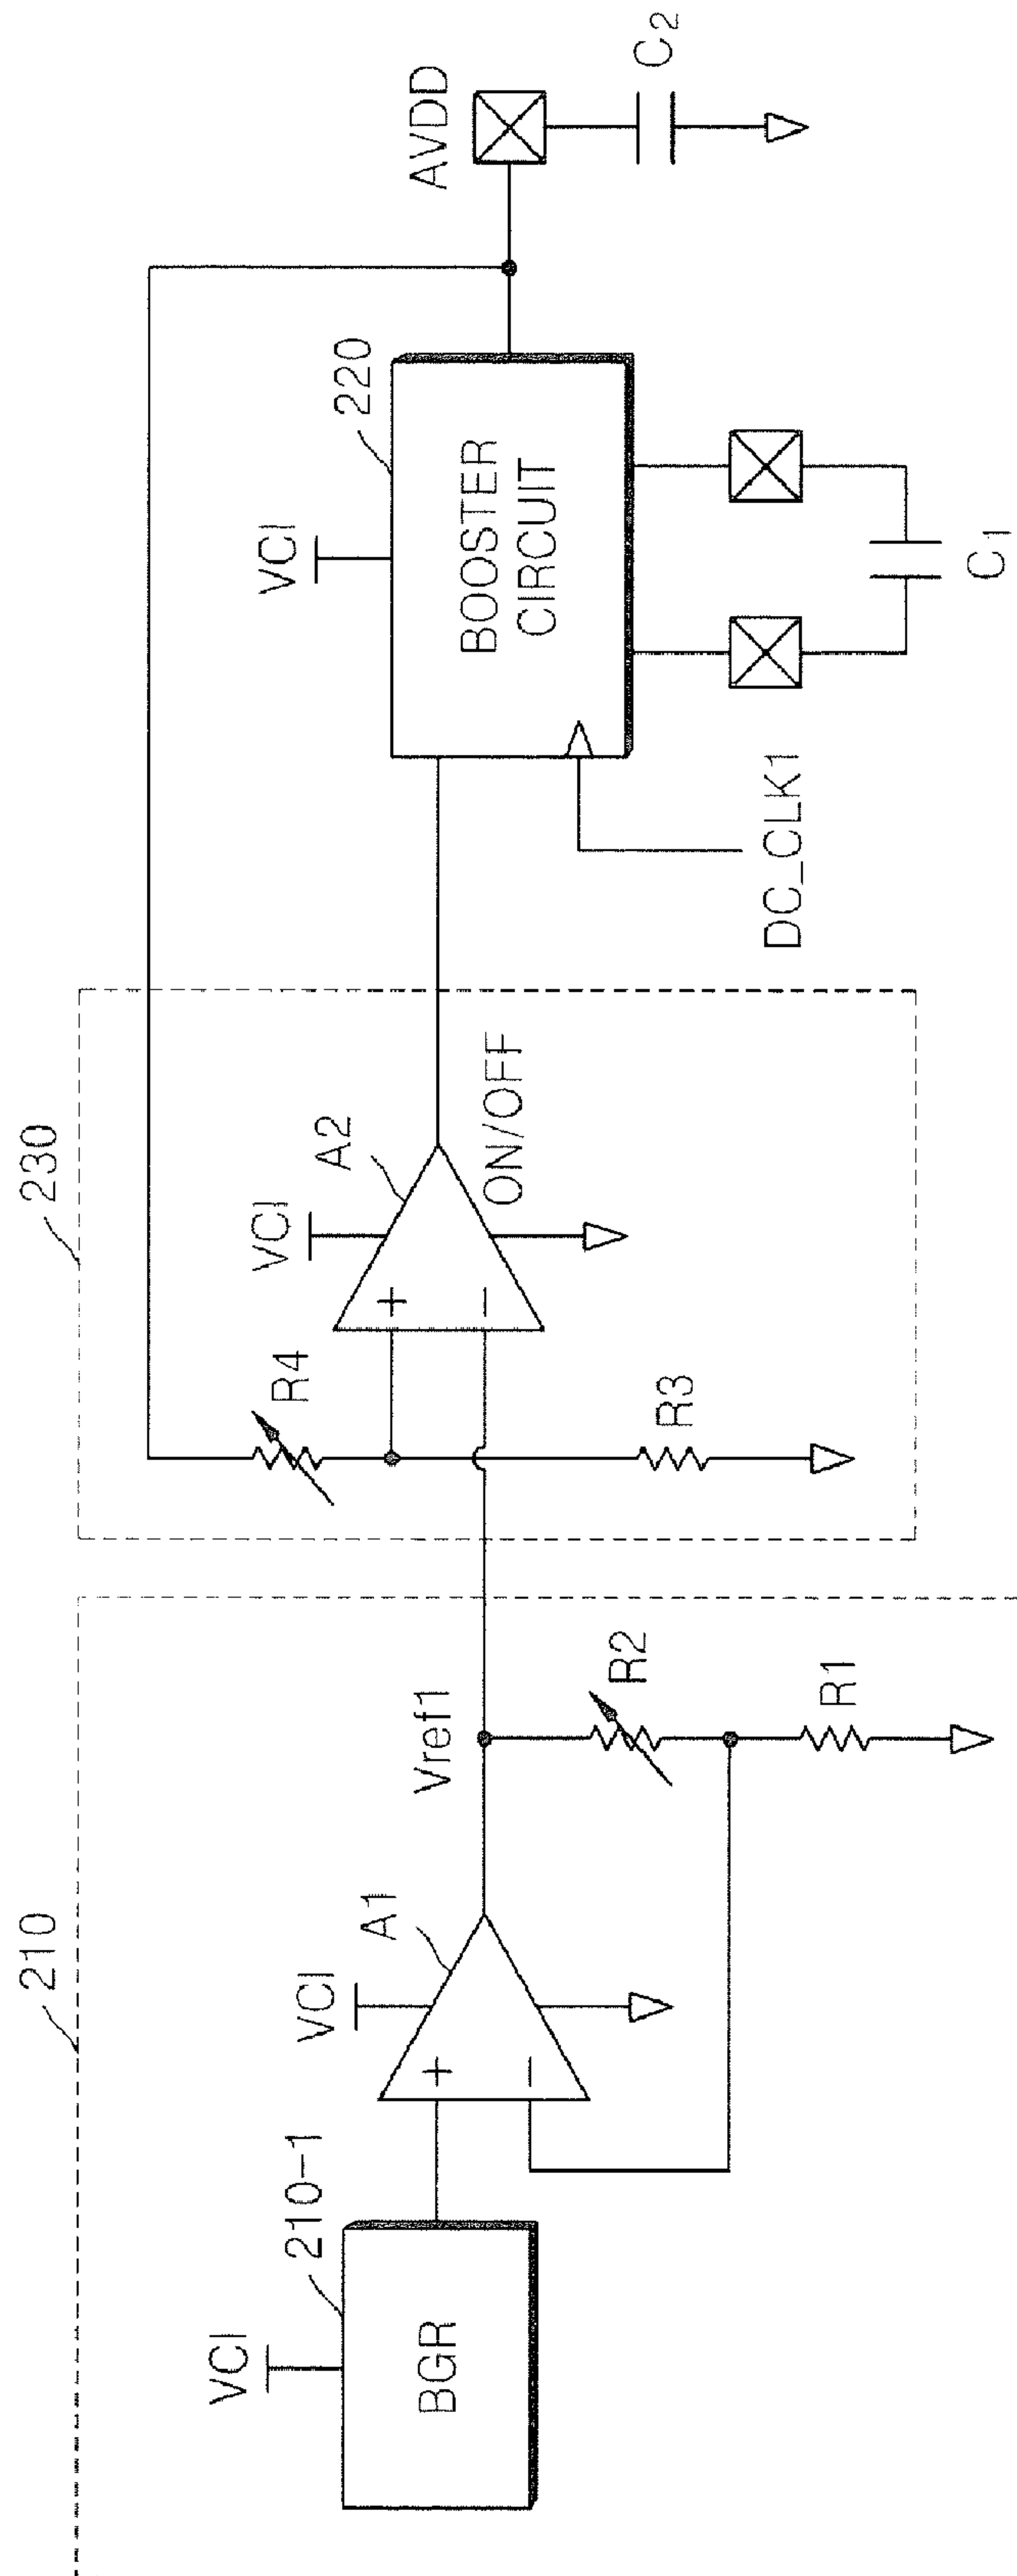 210
VCI
210-1
BGR
VCI
A1
+
−
Vref1
R2
R1
230
R4
R3
VCI
A2
+
−
ON/OFF
DC_CLK1
VCI
220
BOOSTER
CIRCUIT
C1
AVDD
C2